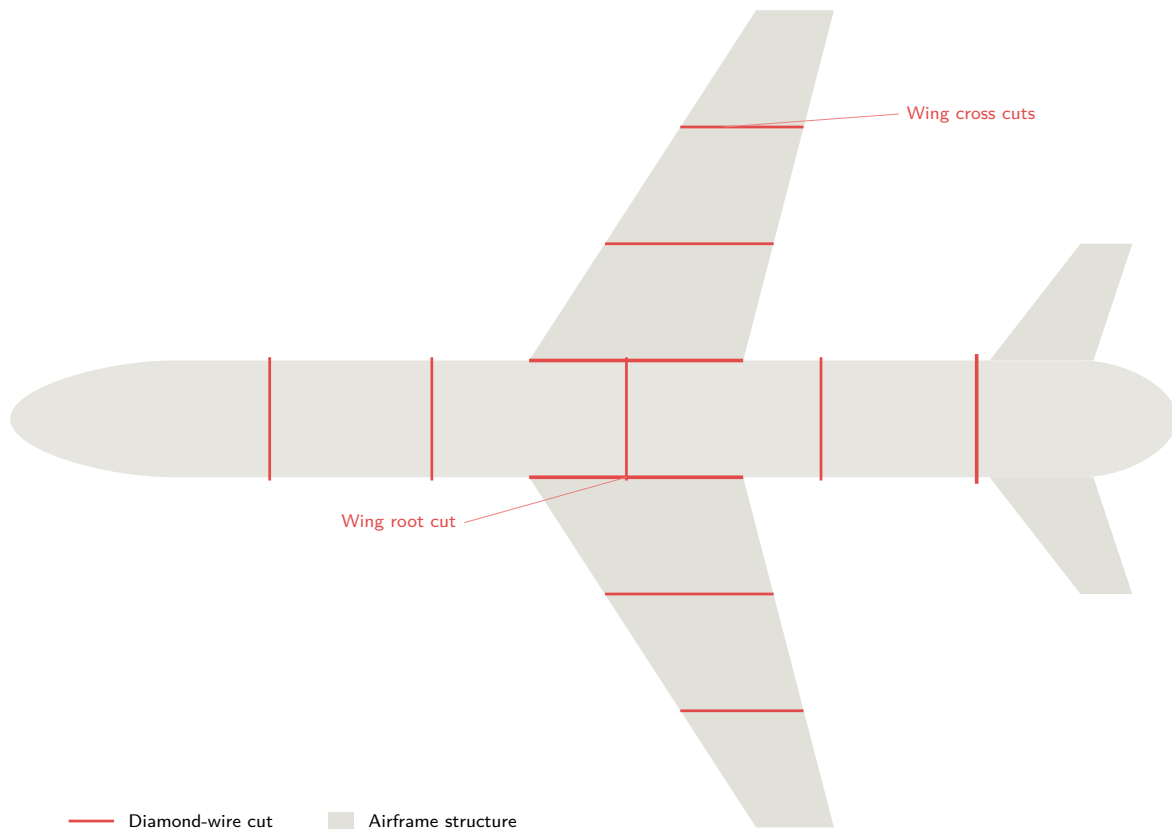 Wing cross cuts
Wing root cut
Diamond-wire cut
Airframe structure